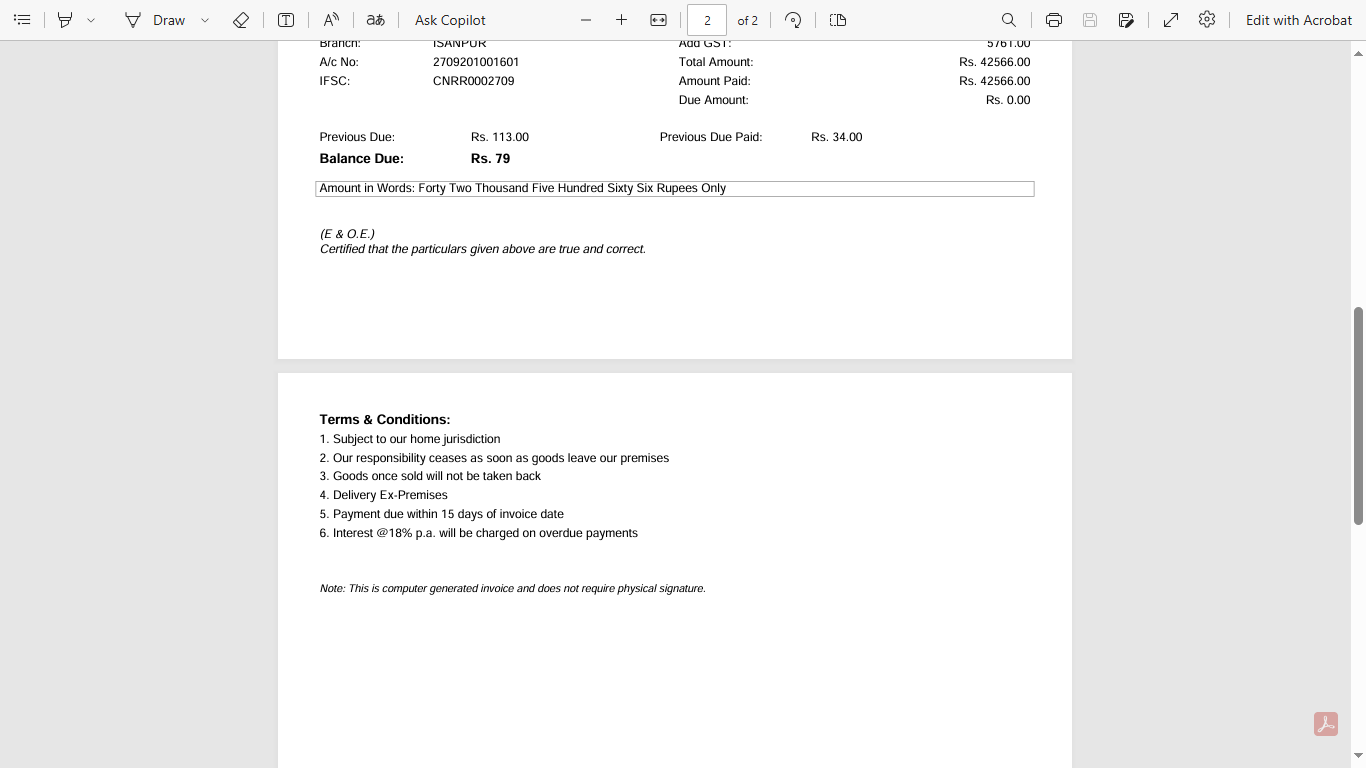 Draw
aあ
Ask Copilot
2
of 2
Edit with Acrobat
Branch: ISANPUR Add GST: 5761.00
A/c No: 2709201001601 Total Amount: Rs. 42566.00
IFSC: CNRR0002709 Amount Paid: Rs. 42566.00
Due Amount: Rs. 0.00
Previous Due: Rs. 113.00 Previous Due Paid: Rs. 34.00
Balance Due: Rs. 79
Amount in Words: Forty Two Thousand Five Hundred Sixty Six Rupees Only
(E & O.E.)
Certified that the particulars given above are true and correct.
Terms & Conditions:
1. Subject to our home jurisdiction
2. Our responsibility ceases as soon as goods leave our premises
3. Goods once sold will not be taken back
4. Delivery Ex-Premises
5. Payment due within 15 days of invoice date
6. Interest @18% p.a. will be charged on overdue payments
Note: This is computer generated invoice and does not require physical signature.